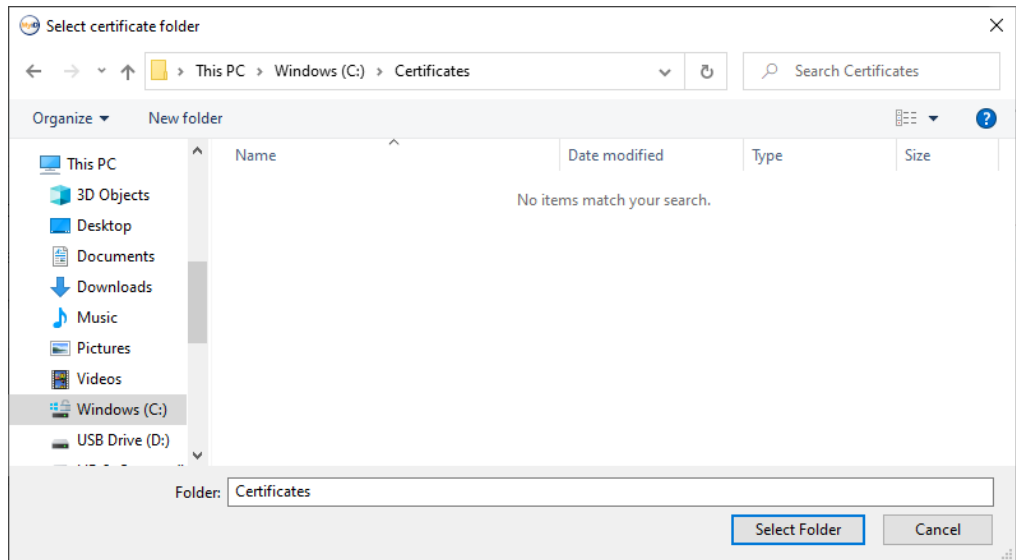 Select certificate folder
This PC > Windows (C:) > Certificates
Search Certificates
Organize
New folder
Name
Date modified
Type
Size
No items match your search.
This PC
3D Objects
Desktop
Documents
Downloads
Music
Pictures
Videos
Windows (C:)
USB Drive (D:)
Folder:
Certificates
Select Folder
Cancel